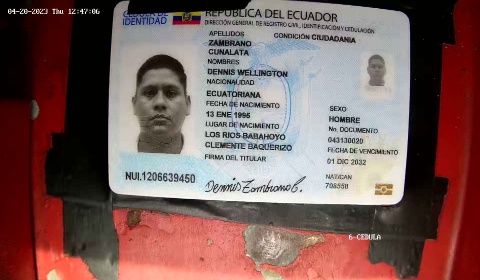 04-20-2023 Thu 12:47:06
CÉDULA DE IDENTIDAD
REPÚBLICA DEL ECUADOR
DIRECCIÓN GENERAL DE REGISTRO CIVIL, IDENTIFICACIÓN Y CEDULACIÓN
APELLIDOS
CONDICIÓN CIUDADANIA
ZAMBRANO
CUNALATA
NOMBRES
DENNIS WELLINGTON
NACIONALIDAD
ECUATORIANA
FECHA DE NACIMIENTO
13 ENE 1995
LUGAR DE NACIMIENTO
LOS RIOS BABAHOYO
CLEMENTE BAQUERIZO
FIRMA DEL TITULAR
SEXO
HOMBRE
No. DOCUMENTO
043130020
FECHA DE VENCIMIENTO
01 DIC 2032
NAT/CAN
708558
NUI.1206639450
Dennis Zambrano C.
6-CEDULA